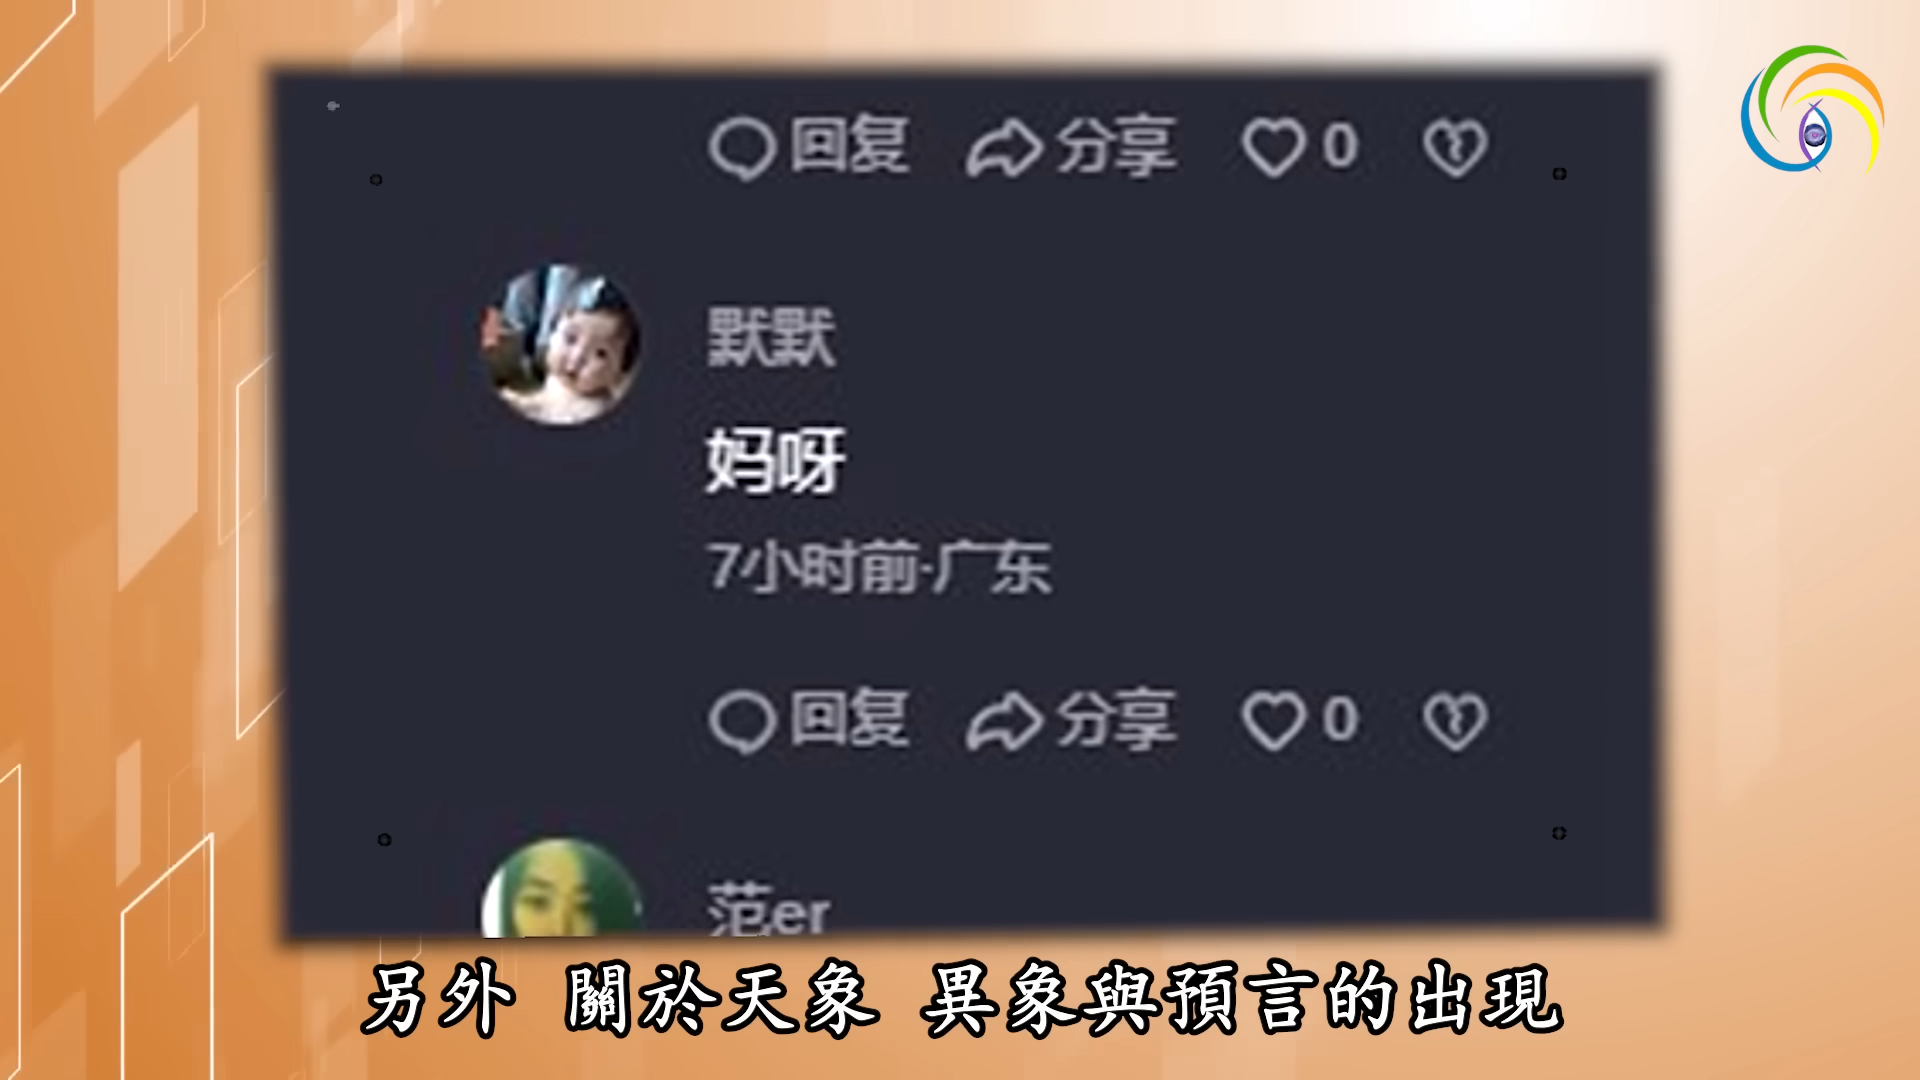 回复 分享 0
默默
妈呀
7小时前·广东
回复 分享 0
范er
另外 關於天象 異象與預言的出現